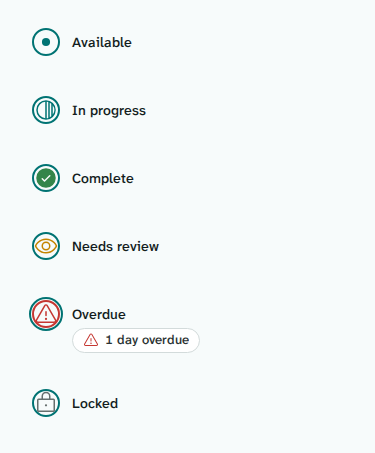 Available
In progress
Complete
Needs review
Overdue
1 day overdue
Locked